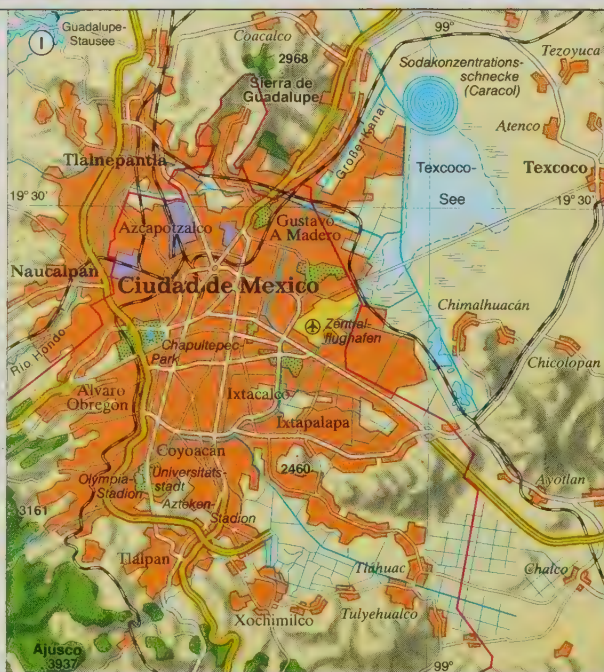 I
Guadalupe-
Stausee
Coacalco
99°
2968
Sierra de
Guadalupe
Sodakonzentrations-
schnecke
(Caracol)
Tezoyuca
Großer Kanal
Atenco
Tlalnepantla
Texcoco-
See
Texcoco
19° 30'
19° 30'
Azcapotzalco
Gustavo
A Madero
Naucalpan
Ciudad de Mexico
Chimalhuacán
Zentral-
flughafen
Rio Hondo
Chapultepec-
Park
Chicolopan
Alvaro
Obregón
Ixtacalco
Ixtapalapa
Coyoacan
Olympia-
Stadion
Universitäts-
stadt
2460
Azteken-
Stadion
Ayotlan
3161
Tlalpan
Tlahuac
Chalco
Tulyehualco
Xochimilco
Ajusco
3937
99°